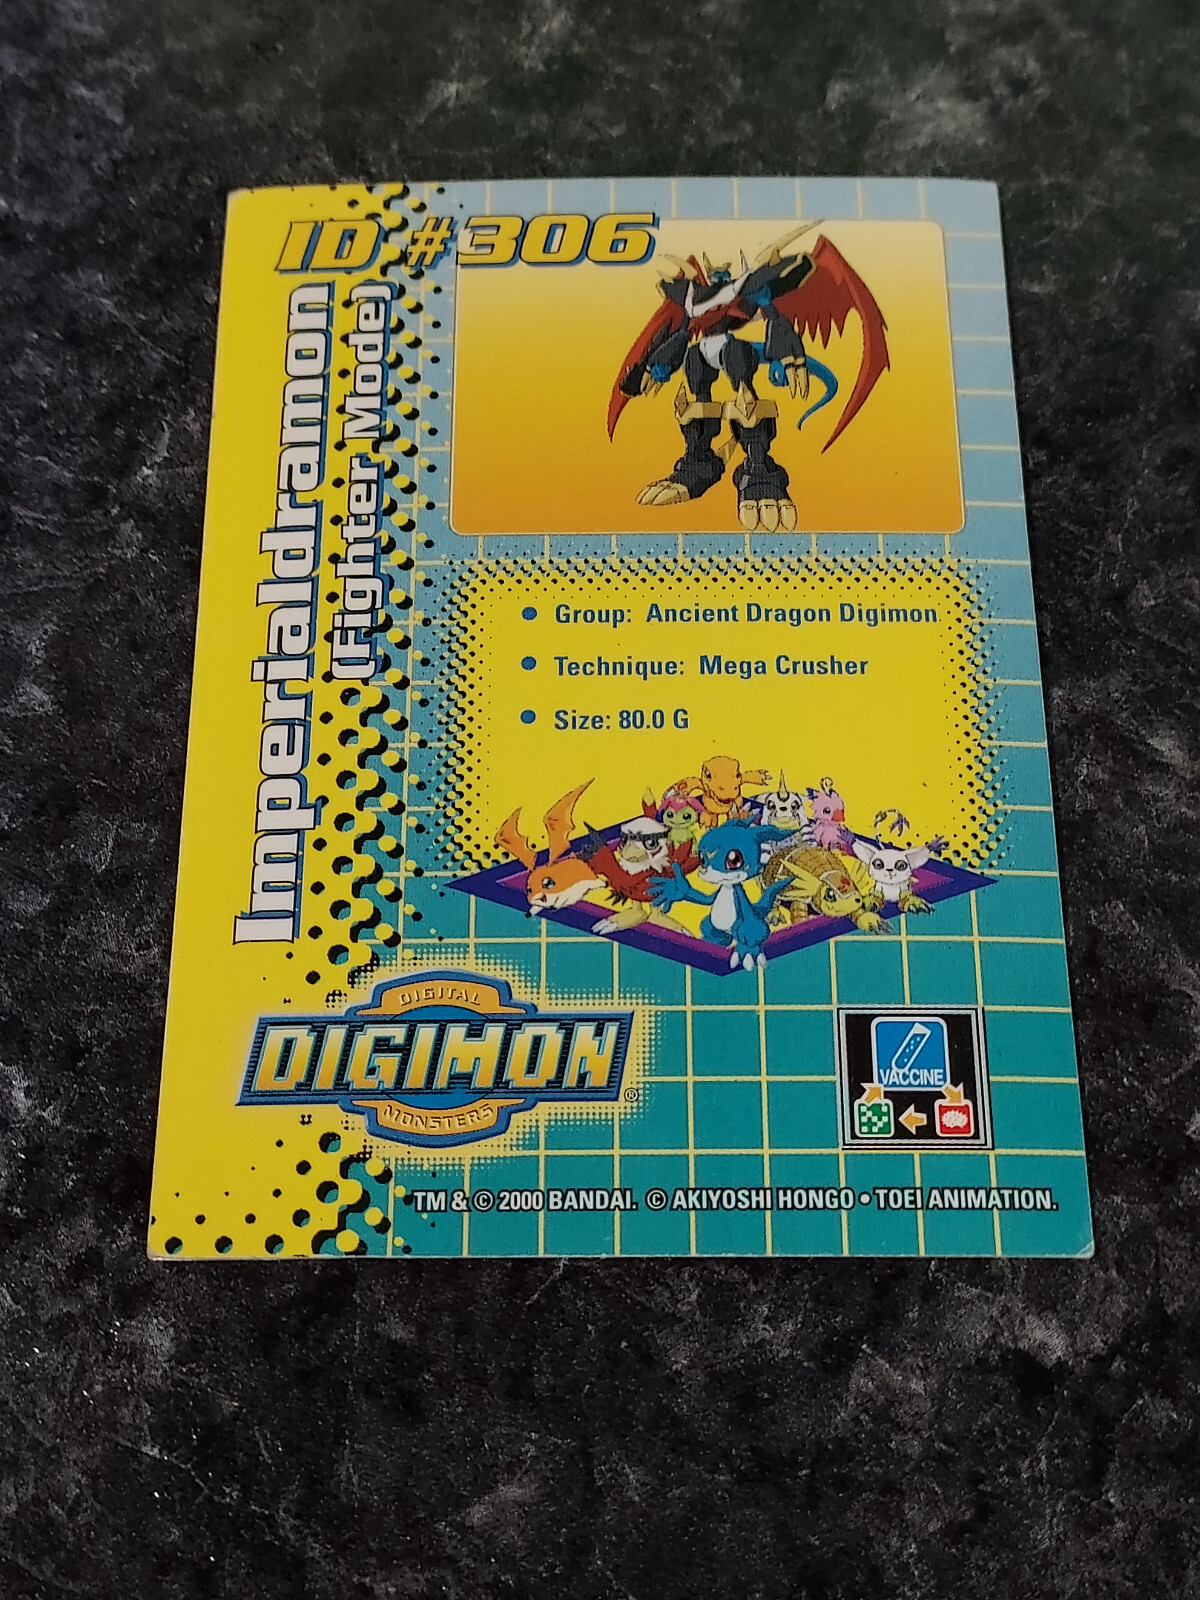 ID #306
Imperialdramon
(Fighter Mode)
• Group: Ancient Dragon Digimon
• Technique: Mega Crusher
• Size: 80.0 G
DIGITAL
DIGIMON®
MONSTERS
VACCINE
TM & © 2000 BANDAI. © AKIYOSHI HONGO • TOEI ANIMATION.